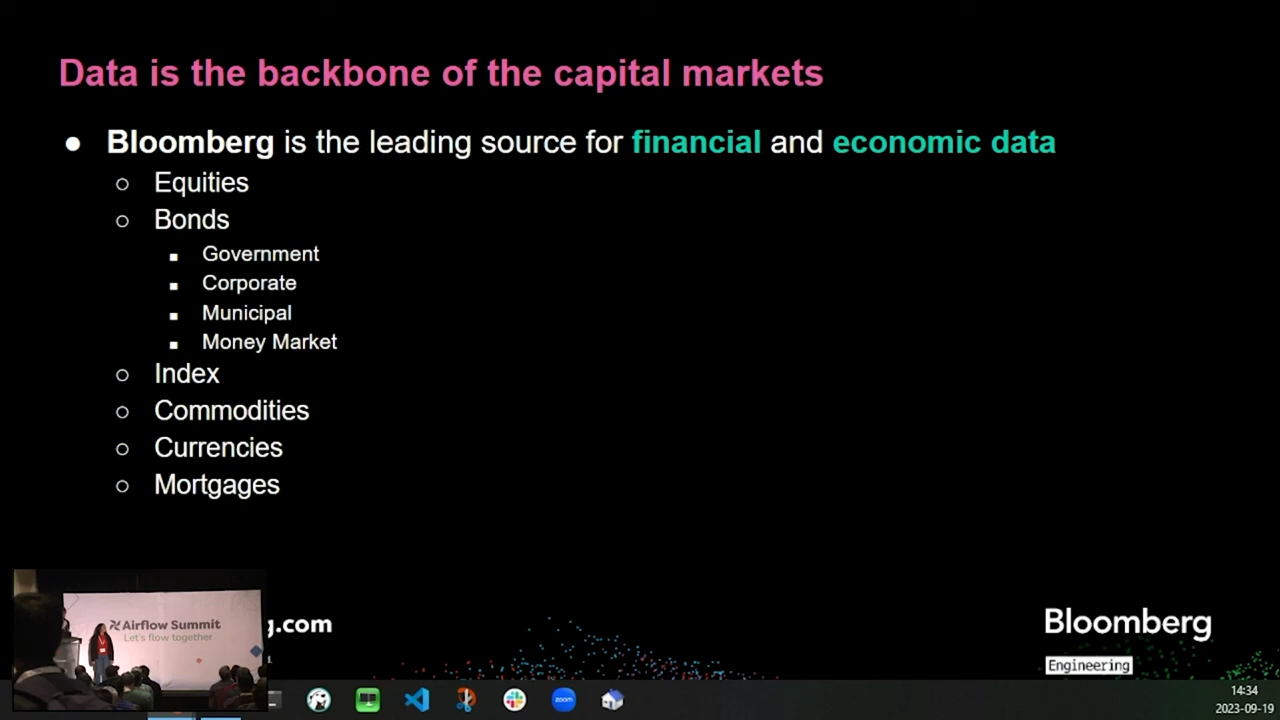 Data is the backbone of the capital markets
● Bloomberg is the leading source for financial and economic data
○ Equities
○ Bonds
■ Government
■ Corporate
■ Municipal
■ Money Market
○ Index
○ Commodities
○ Currencies
○ Mortgages
Airflow Summit
Let's flow together
g.com
Bloomberg
Engineering
zoom
14:34
2023-09-19